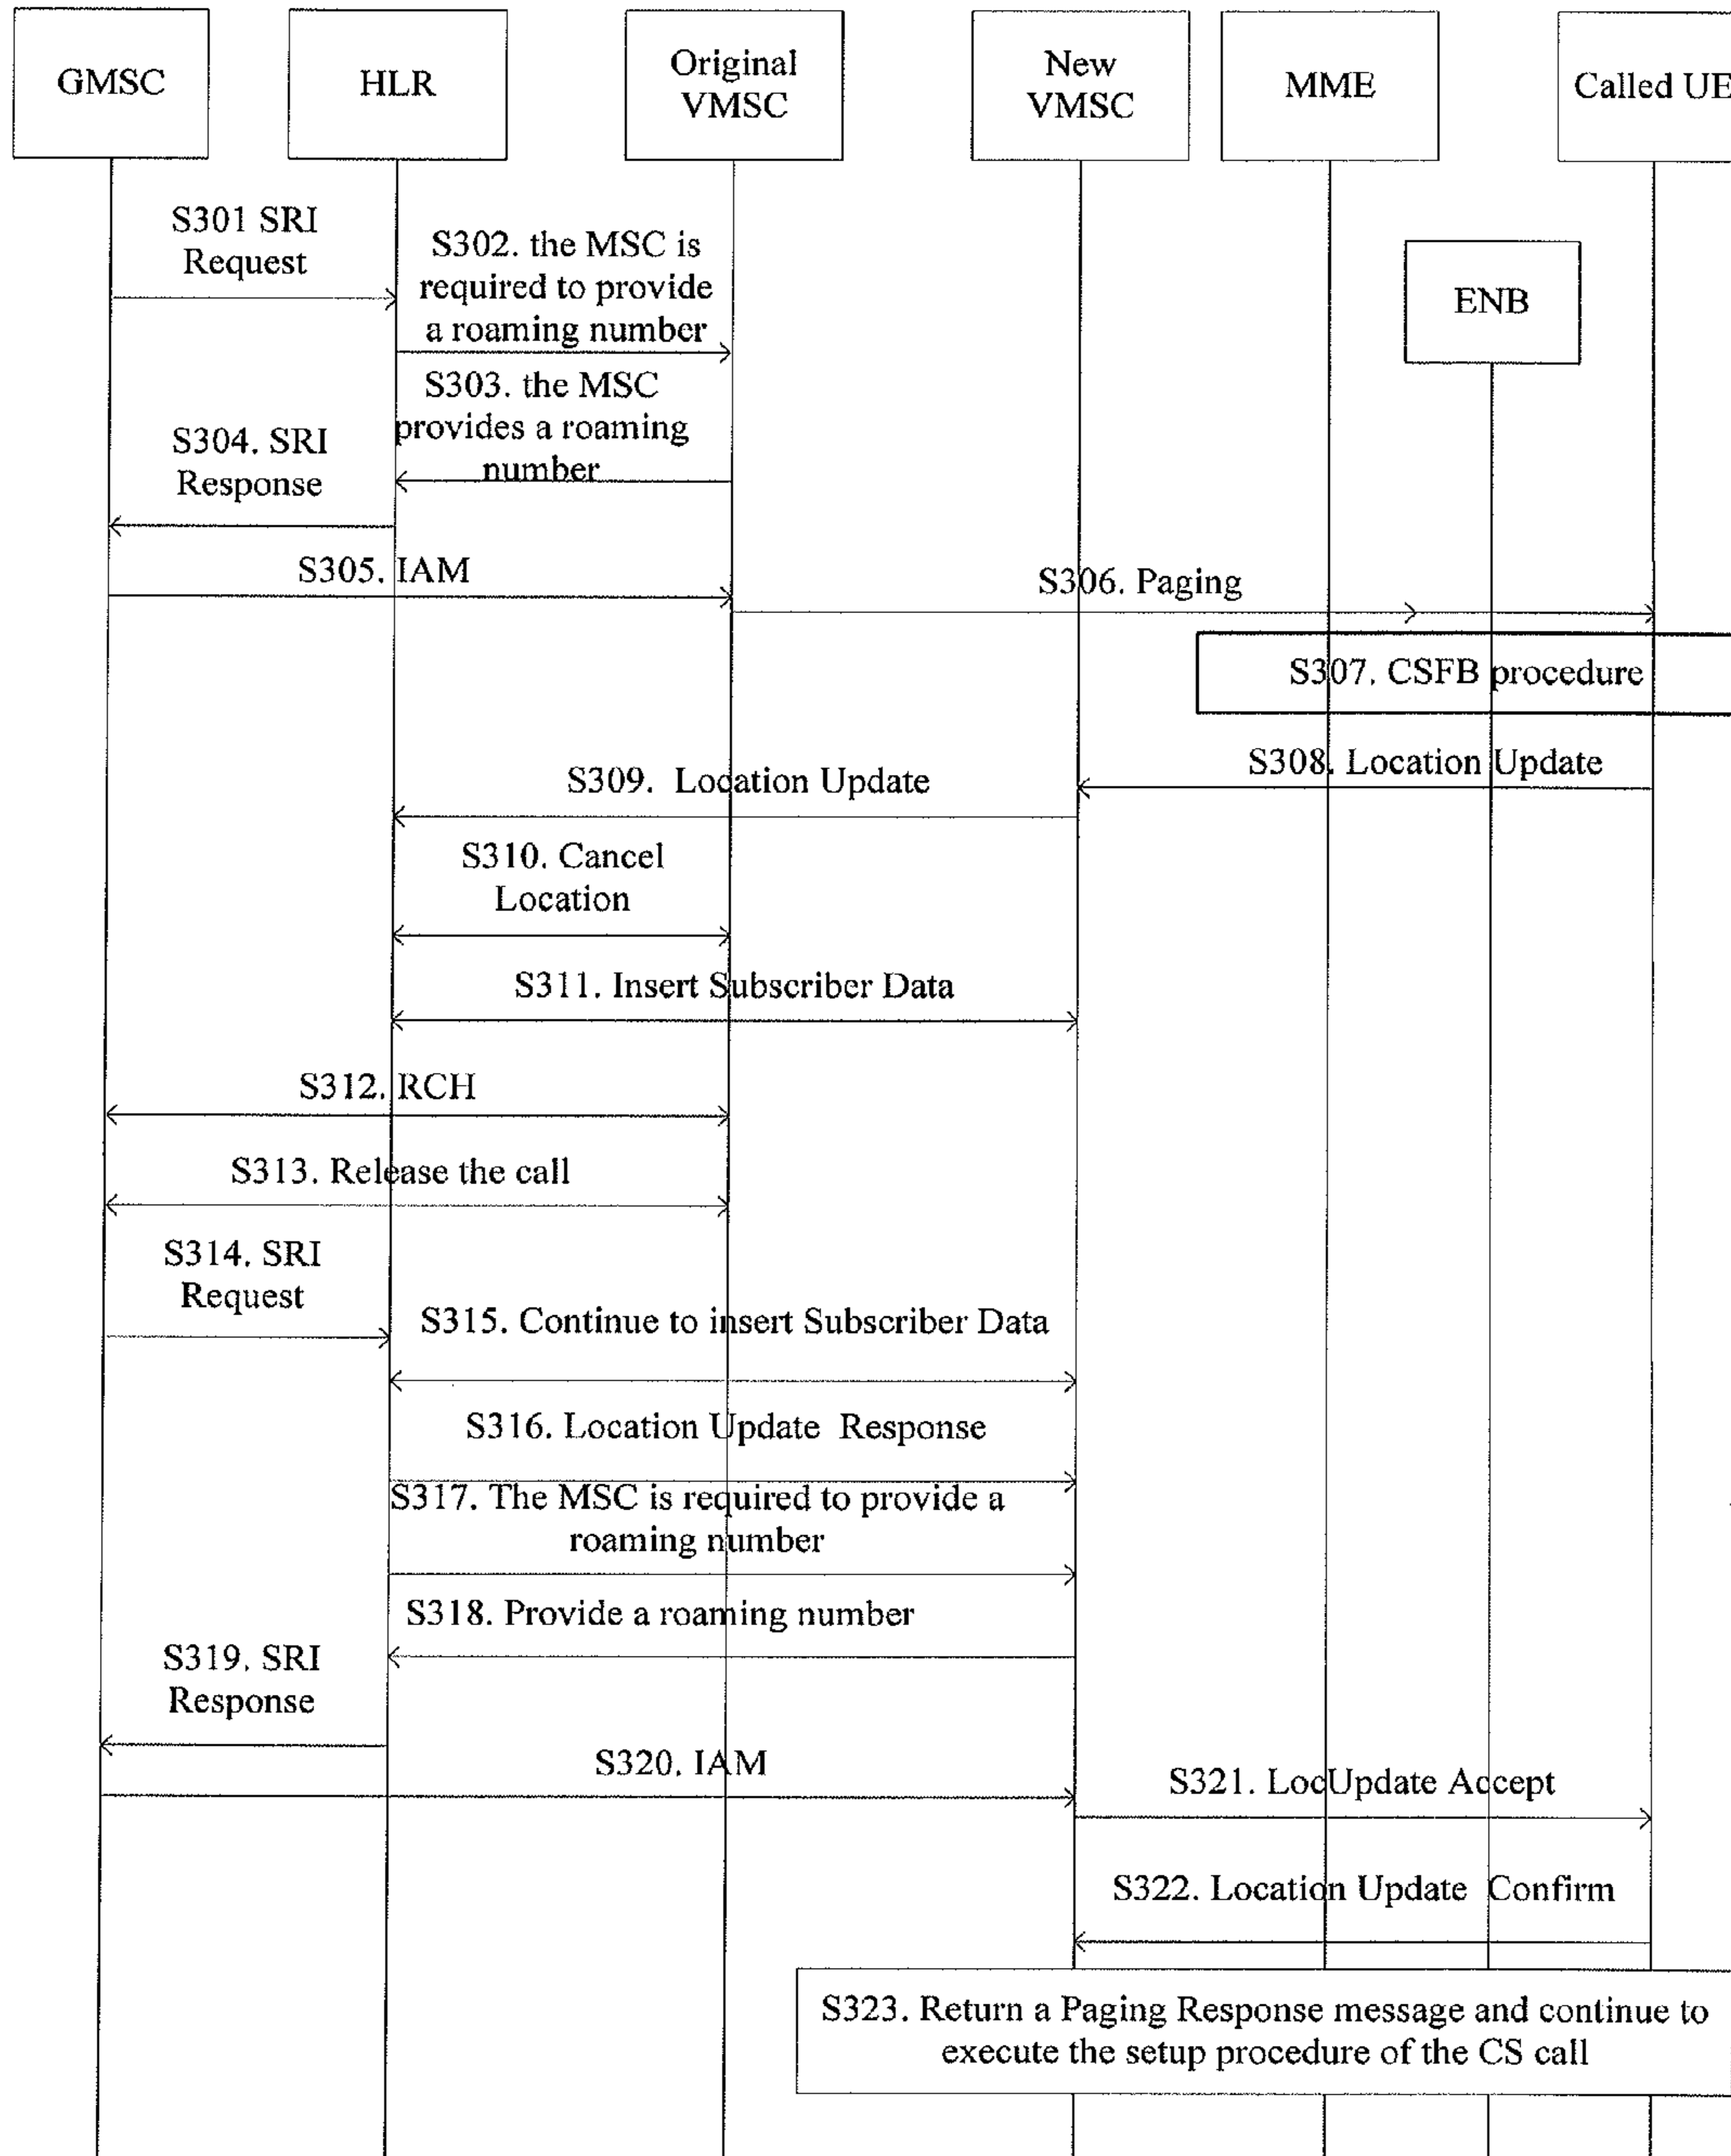 GMSC
HLR
Original
VMSC
New
VMSC
MME
Called UE
ENB
S301 SRI
Request
S302. the MSC is
required to provide
a roaming number
S303. the MSC
provides a roaming
number
S304. SRI
Response
S305. IAM
S306. Paging
S307. CSFB procedure
S308. Location Update
S309. Location Update
S310. Cancel
Location
S311. Insert Subscriber Data
S312. RCH
S313. Release the call
S314. SRI
Request
S315. Continue to insert Subscriber Data
S316. Location Update Response
S317. The MSC is required to provide a
roaming number
S318. Provide a roaming number
S319. SRI
Response
S320. IAM
S321. LocUpdate Accept
S322. Location Update Confirm
S323. Return a Paging Response message and continue to
execute the setup procedure of the CS call